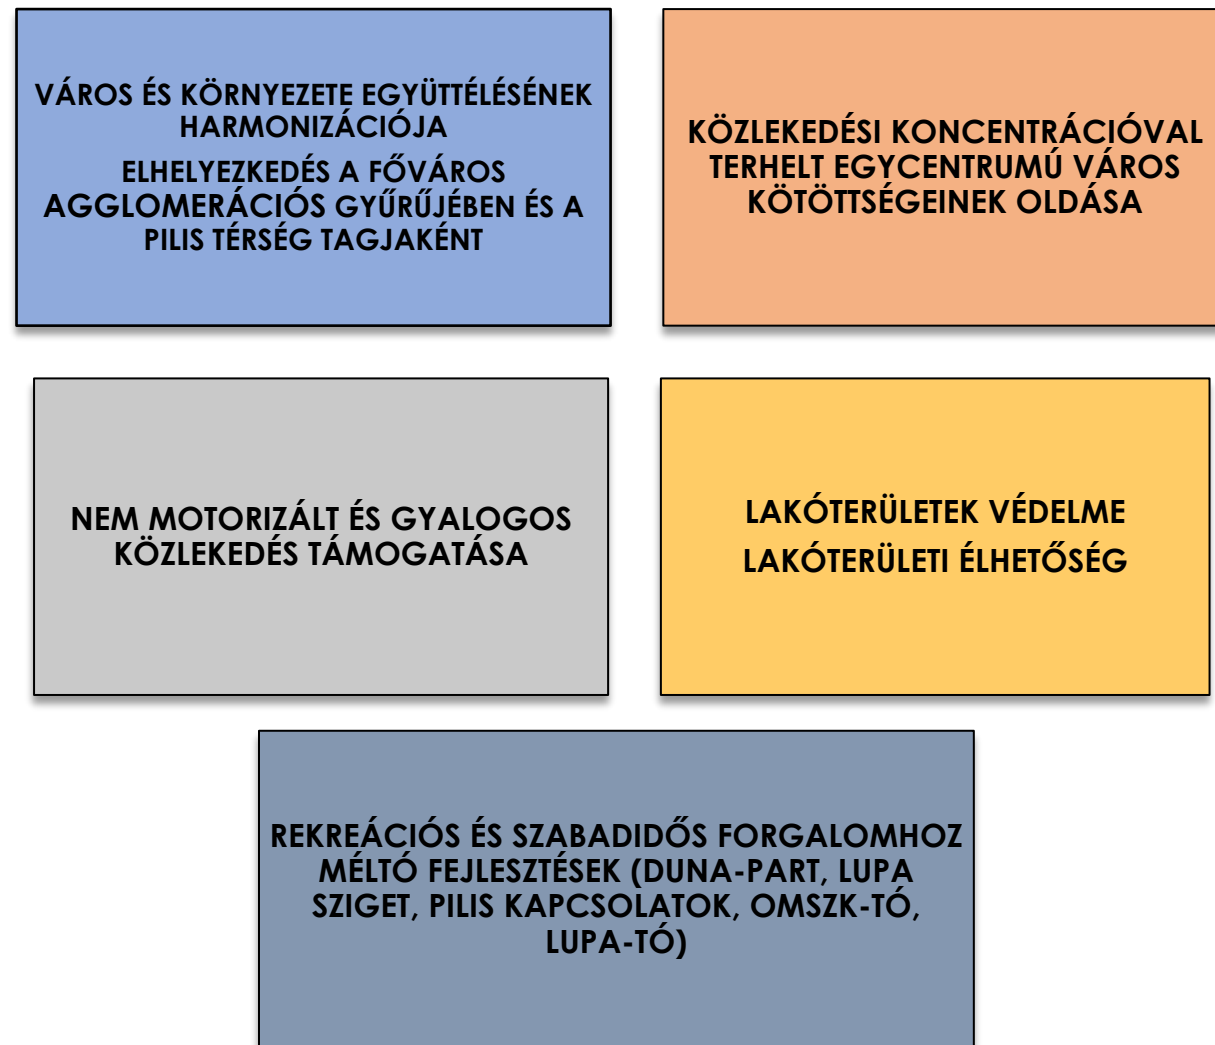 VÁROS ÉS KÖRNYEZETE EGYÜTTÉLÉSÉNEK
HARMONIZÁCIÓJA
ELHELYEZKEDÉS A FŐVÁROS
AGGLOMERÁCIÓS GYŰRŰJÉBEN ÉS A
PILIS TÉRSÉG TAGJAKÉNT
KÖZLEKEDÉSI KONCENTRÁCIÓVAL
TERHELT EGYCENTRUMÚ VÁROS
KÖTÖTTSÉGEINEK OLDÁSA
NEM MOTORIZÁLT ÉS GYALOGOS
KÖZLEKEDÉS TÁMOGATÁSA
LAKÓTERÜLETEK VÉDELME
LAKÓTERÜLETI ÉLHETŐSÉG
REKREÁCIÓS ÉS SZABADIDŐS FORGALOMHOZ
MÉLTÓ FEJLESZTÉSEK (DUNA-PART, LUPA
SZIGET, PILIS KAPCSOLATOK, OMSZK-TÓ,
LUPA-TÓ)